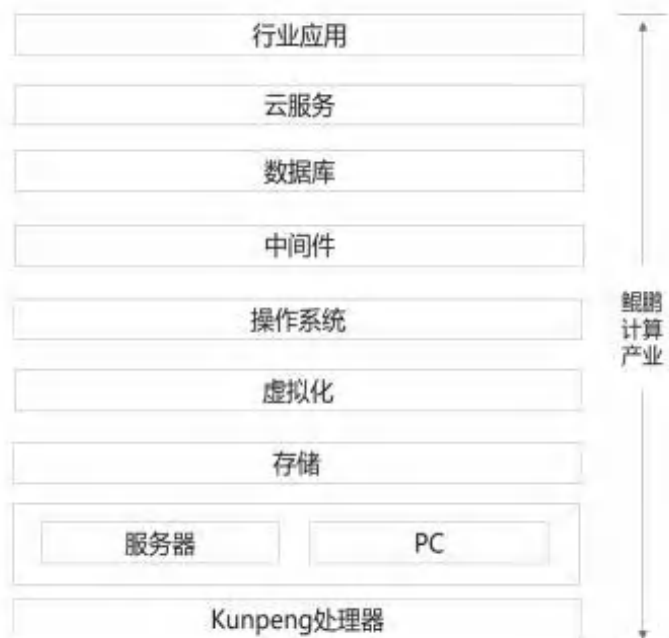 行业应用
云服务
数据库
中间件
操作系统
虚拟化
存储
服务器
PC
Kunpeng处理器
鲲鹏
计算
产业